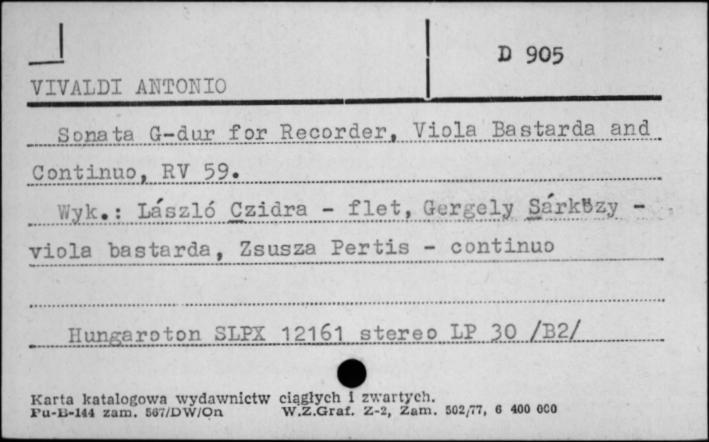 D 905
VIVALDI ANTONIO
Sonata G-dur for Recorder, Viola Bastarda and
Continuo, RV 59.
Wyk.: László Czidra - flet, Gergely Sárközy -
viola bastarda, Zsusza Pertis - continuo
Hungaroton SLPX 12161 stereo LP 30 /B2/
Karta katalogowa wydawnictw ciągłych i zwartych.
Pu-B-144 zam. 567/DW/Qn W.Z.Graf. Z-2, Zam. 502/77, 6 400 000